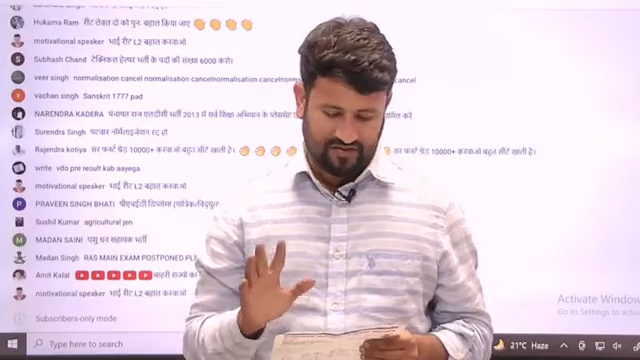 Hukama Ram रीट लेवल दो को पुनः बहाल किया जाए
motivational speaker भाई रीट L2 बहाल करवाओ
Subhash Chand टेक्निकल हेल्पर भर्ती के पदों की संख्या 6000 करो।
veer singh normalisation cancel normalisation cancelnormalisation cancelnorm cancel
vachan singh Sanskrit 1777 pad
NARENDRA KADERA पंचायत राज एलडीसी भर्ती 2013 में सर्व शिक्षा अभियान के करे
Surendra Singh पटवार नॉर्मलाइजेशन रद्द हो
Rajendra kotiya सर फर्स्ट ग्रेड 10000+ करवाओ बहुत सीटें खाली है। सर फर्स्ट ग्रेड 10000+ करवाओ बहुत सीटें खाली है।
write vdo pre result kab aayega
motivational speaker भाई रीट L2 बहाल करवाओ
PRAVEEN SINGH BHATI पीएचईडी डिप्लोमा
Sushil Kumar agricultural jen
MADAN SAINI पशु धन सहायक भर्ती
Madan Singh RAS MAIN EXAM POSTPONED
Amit Kalal बाहरी राज्यों
motivational speaker भाई रीट L2 बहाल करवाओ
Subscribers-only mode
Activate Windows
Go to Settings to
Type here to search
21°C Haze